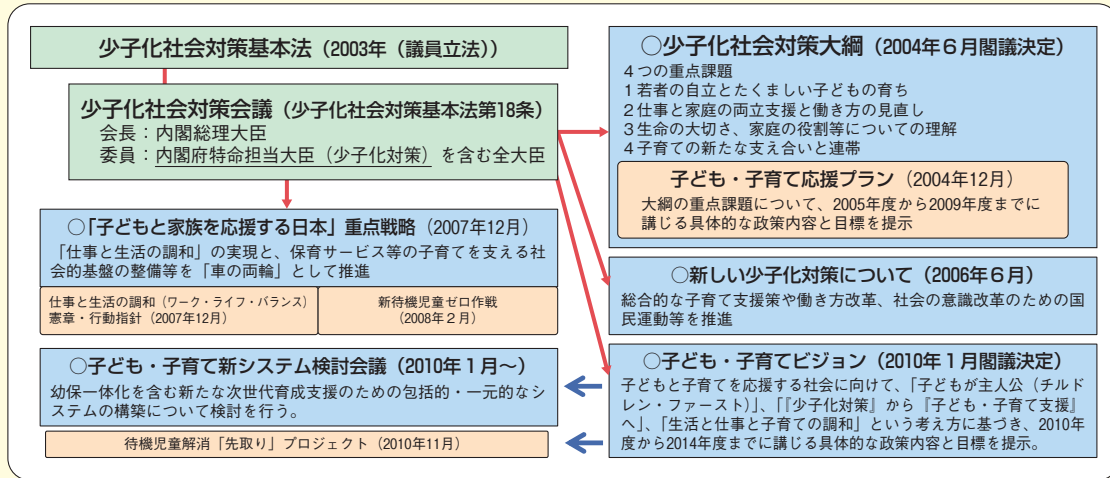 少子化社会対策基本法（2003年（議員立法））
少子化社会対策会議（少子化社会対策基本法第18条）
会長：内閣総理大臣
委員：内閣府特命担当大臣（少子化対策）を含む全大臣
○「子どもと家族を応援する日本」重点戦略（2007年12月）
「仕事と生活の調和」の実現と、保育サービス等の子育てを支える社
会的基盤の整備等を「車の両輪」として推進
仕事と生活の調和（ワーク・ライフ・バランス）
憲章・行動指針（2007年12月）
新待機児童ゼロ作戦
（2008年２月）
○子ども・子育て新システム検討会議（2010年１月～）
幼保一体化を含む新たな次世代育成支援のための包括的・一元的なシ
ステムの構築について検討を行う。
待機児童解消「先取り」プロジェクト（2010年11月）
○少子化社会対策大綱（2004年６月閣議決定）
４つの重点課題
１若者の自立とたくましい子どもの育ち
２仕事と家庭の両立支援と働き方の見直し
３生命の大切さ、家庭の役割等についての理解
４子育ての新たな支え合いと連帯
子ども・子育て応援プラン（2004年12月）
大綱の重点課題について、2005年度から2009年度までに
講じる具体的な政策内容と目標を提示
○新しい少子化対策について（2006年６月）
総合的な子育て支援策や働き方改革、社会の意識改革のための国
民運動等を推進
○子ども・子育てビジョン（2010年１月閣議決定）
子どもと子育てを応援する社会に向けて、「子どもが主人公（チルド
レン・ファースト）」、「『少子化対策』から『子ども・子育て支援』
へ」、「生活と仕事と子育ての調和」という考え方に基づき、2010年
度から2014年度までに講じる具体的な政策内容と目標を提示。